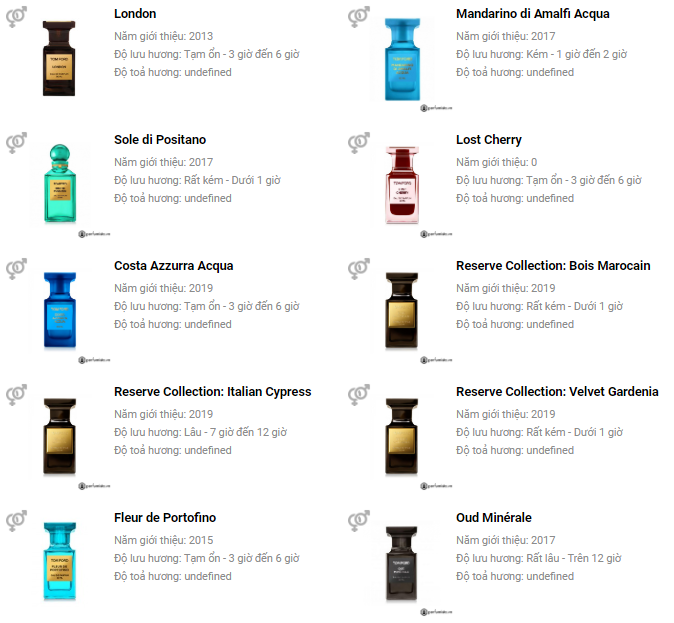 London
Năm giới thiệu: 2013
Độ lưu hương: Tạm ổn - 3 giờ đến 6 giờ
Độ toả hương: undefined
Mandarino di Amalfi Acqua
Năm giới thiệu: 2017
Độ lưu hương: Kém - 1 giờ đến 2 giờ
Độ toả hương: undefined
Sole di Positano
Năm giới thiệu: 2017
Độ lưu hương: Rất kém - Dưới 1 giờ
Độ toả hương: undefined
Lost Cherry
Năm giới thiệu: 0
Độ lưu hương: Tạm ổn - 3 giờ đến 6 giờ
Độ toả hương: undefined
Costa Azzurra Acqua
Năm giới thiệu: 2019
Độ lưu hương: Tạm ổn - 3 giờ đến 6 giờ
Độ toả hương: undefined
Reserve Collection: Bois Marocain
Năm giới thiệu: 2019
Độ lưu hương: Rất kém - Dưới 1 giờ
Độ toả hương: undefined
Reserve Collection: Italian Cypress
Năm giới thiệu: 2019
Độ lưu hương: Lâu - 7 giờ đến 12 giờ
Độ toả hương: undefined
Reserve Collection: Velvet Gardenia
Năm giới thiệu: 2019
Độ lưu hương: Rất kém - Dưới 1 giờ
Độ toả hương: undefined
Fleur de Portofino
Năm giới thiệu: 2015
Độ lưu hương: Tạm ổn - 3 giờ đến 6 giờ
Độ toả hương: undefined
Oud Minérale
Năm giới thiệu: 2017
Độ lưu hương: Rất lâu - Trên 12 giờ
Độ toả hương: undefined